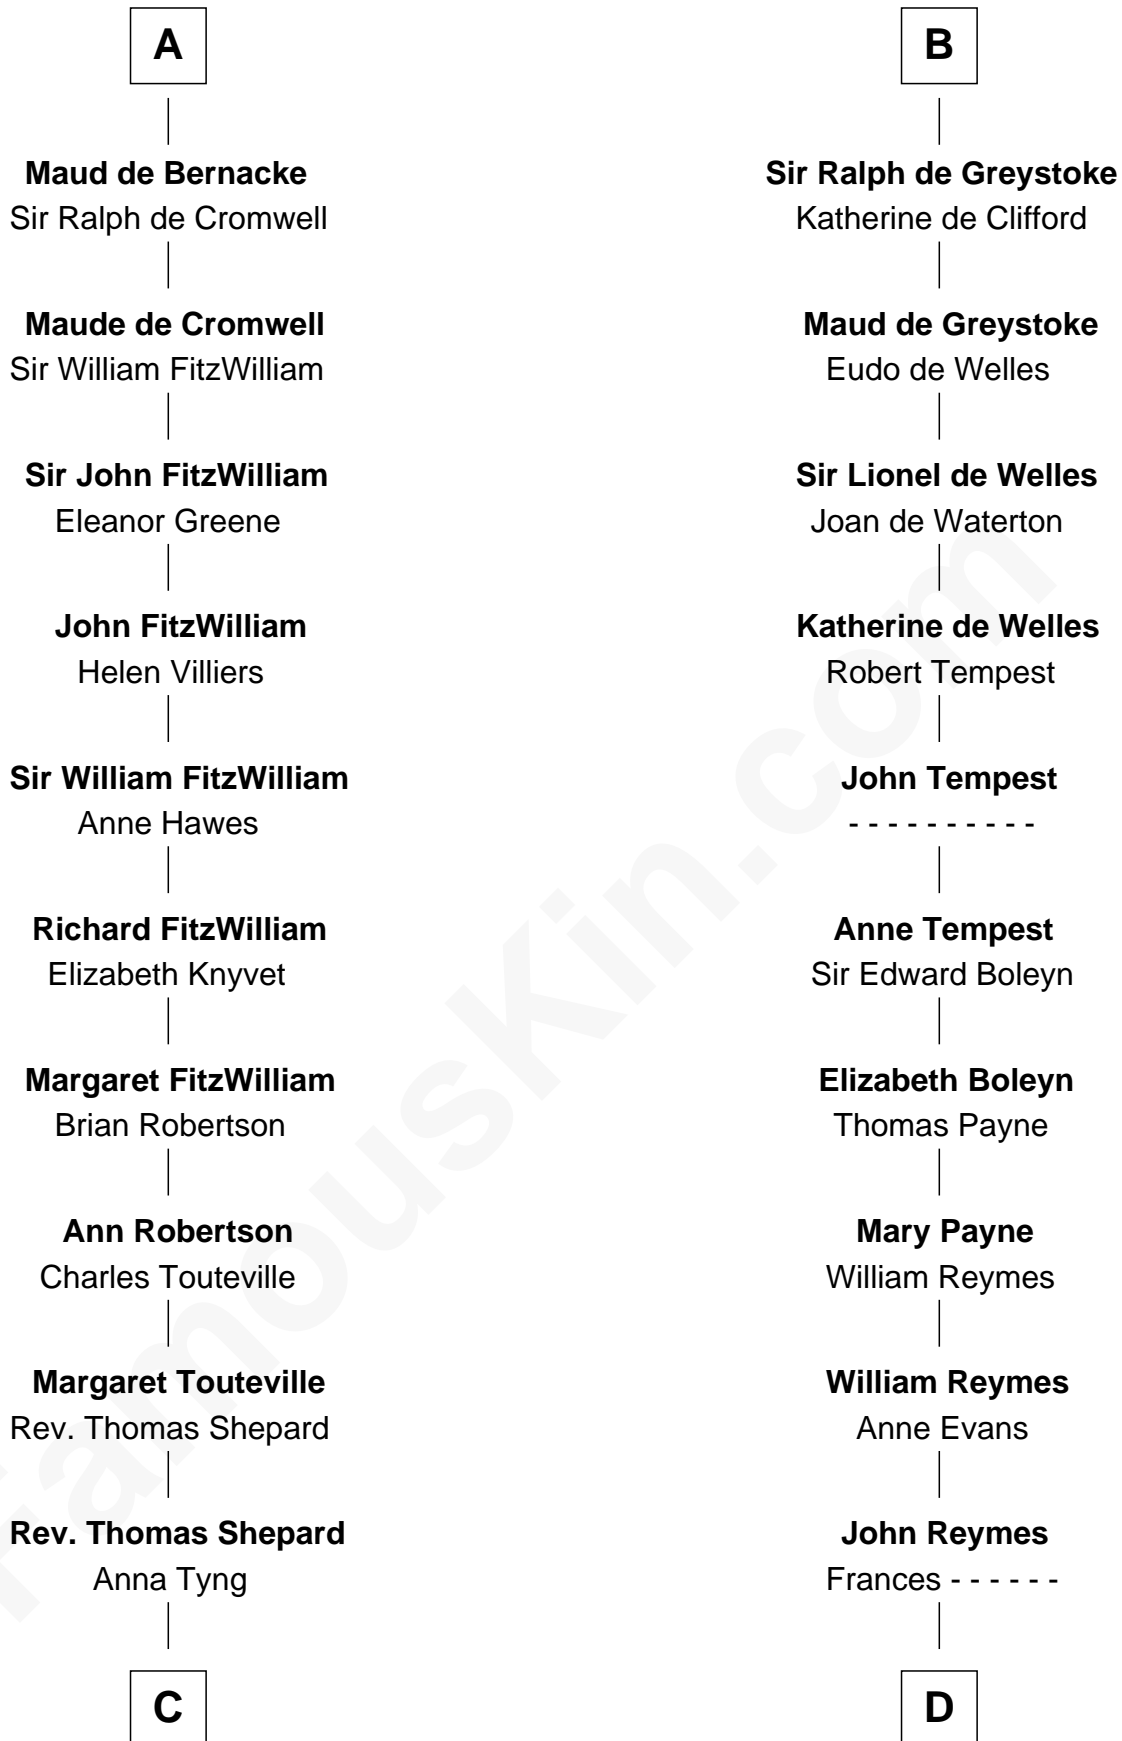 A
Maud de Bernacke
Sir Ralph de Cromwell
Maude de Cromwell
Sir William FitzWilliam
Sir John FitzWilliam
Eleanor Greene
John FitzWilliam
Helen Villiers
Sir William FitzWilliam
Anne Hawes
Richard FitzWilliam
Elizabeth Knyvet
Margaret FitzWilliam
Brian Robertson
Ann Robertson
Charles Touteville
Margaret Touteville
Rev. Thomas Shepard
Rev. Thomas Shepard
Anna Tyng
C
B
Sir Ralph de Greystoke
Katherine de Clifford
Maud de Greystoke
Eudo de Welles
Sir Lionel de Welles
Joan de Waterton
Katherine de Welles
Robert Tempest
John Tempest
- - - - - - - - - -
Anne Tempest
Sir Edward Boleyn
Elizabeth Boleyn
Thomas Payne
Mary Payne
William Reymes
William Reymes
Anne Evans
John Reymes
Frances - - - - - -
D
FamousKin.com